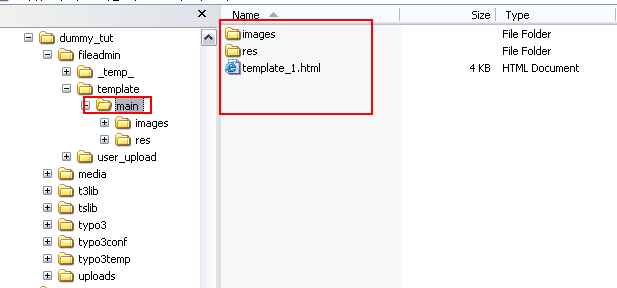 Name Size Type
dummy_tut
fileadmin
_temp_
template
main
images
res
user_upload
media
t3lib
tslib
typo3
typo3conf
typo3temp
uploads
images File Folder
res File Folder
template_1.html 4 KB HTML Document